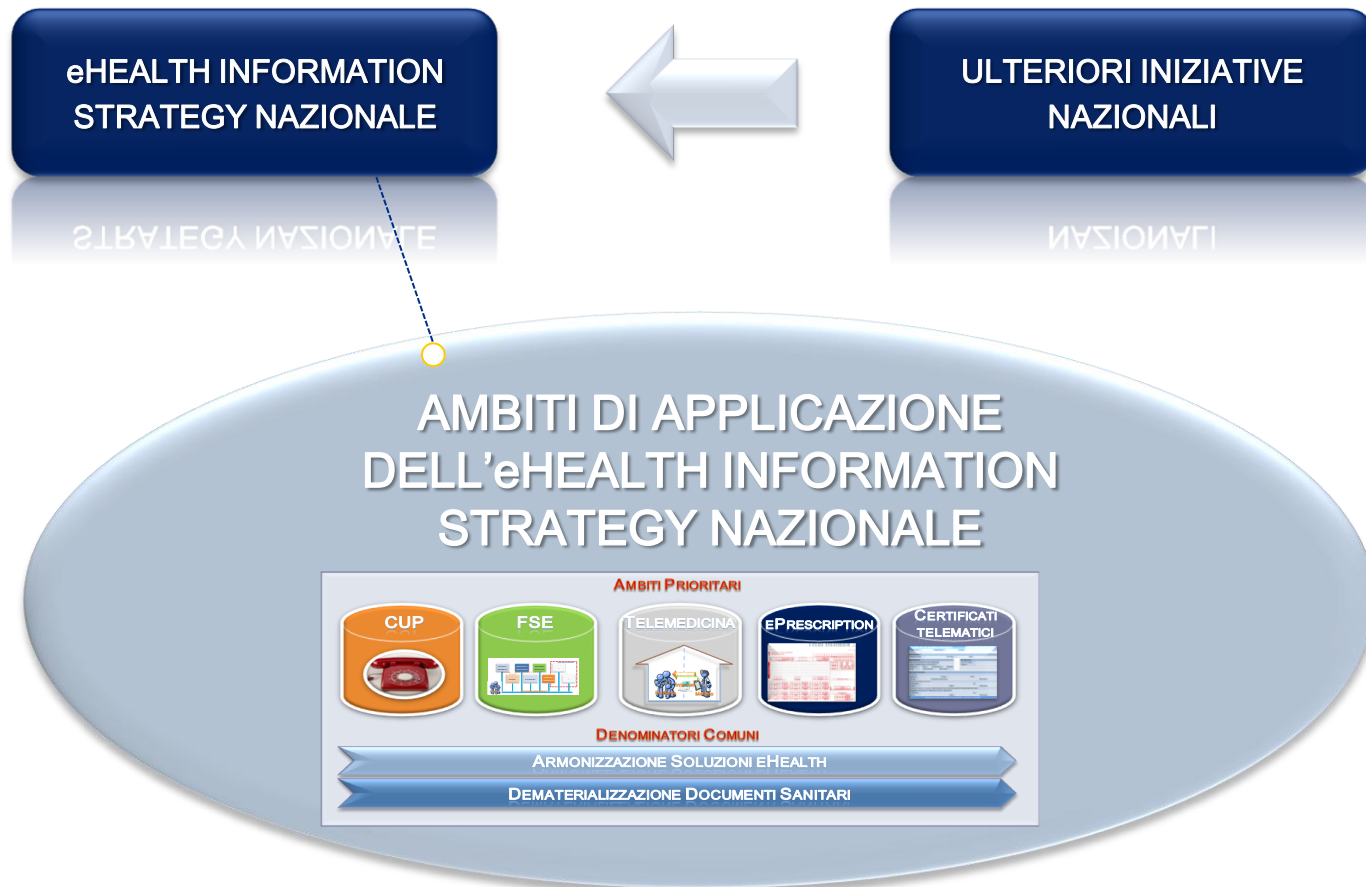 eHEALTH INFORMATION
STRATEGY NAZIONALE
ULTERIORI INIZIATIVE
NAZIONALI
AMBITI DI APPLICAZIONE
DELL’eHEALTH INFORMATION
STRATEGY NAZIONALE
AMBITI PRIORITARI
CUP
FSE
TELEMEDICINA
ePRESCRIPTION
CERTIFICATI
TELEMATICI
DENOMINATORI COMUNI
ARMONIZZAZIONE SOLUZIONI EHEALTH
DEMATERIALIZZAZIONE DOCUMENTI SANITARI